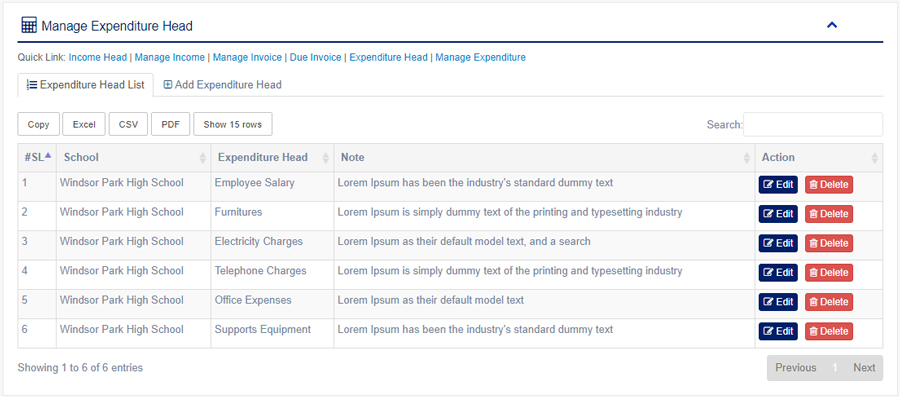 Manage Expenditure Head
Quick Link: Income Head | Manage Income | Manage Invoice | Due Invoice | Expenditure Head | Manage Expenditure
Expenditure Head List Add Expenditure Head
Copy Excel CSV PDF Show 15 rows Search:
#SL School Expenditure Head Note Action
1 Windsor Park High School Employee Salary Lorem Ipsum has been the industry's standard dummy text Edit Delete
2 Windsor Park High School Furnitures Lorem Ipsum is simply dummy text of the printing and typesetting industry Edit Delete
3 Windsor Park High School Electricity Charges Lorem Ipsum as their default model text, and a search Edit Delete
4 Windsor Park High School Telephone Charges Lorem Ipsum is simply dummy text of the printing and typesetting industry Edit Delete
5 Windsor Park High School Office Expenses Lorem Ipsum as their default model text Edit Delete
6 Windsor Park High School Supports Equipment Lorem Ipsum has been the industry's standard dummy text Edit Delete
Showing 1 to 6 of 6 entries Previous 1 Next